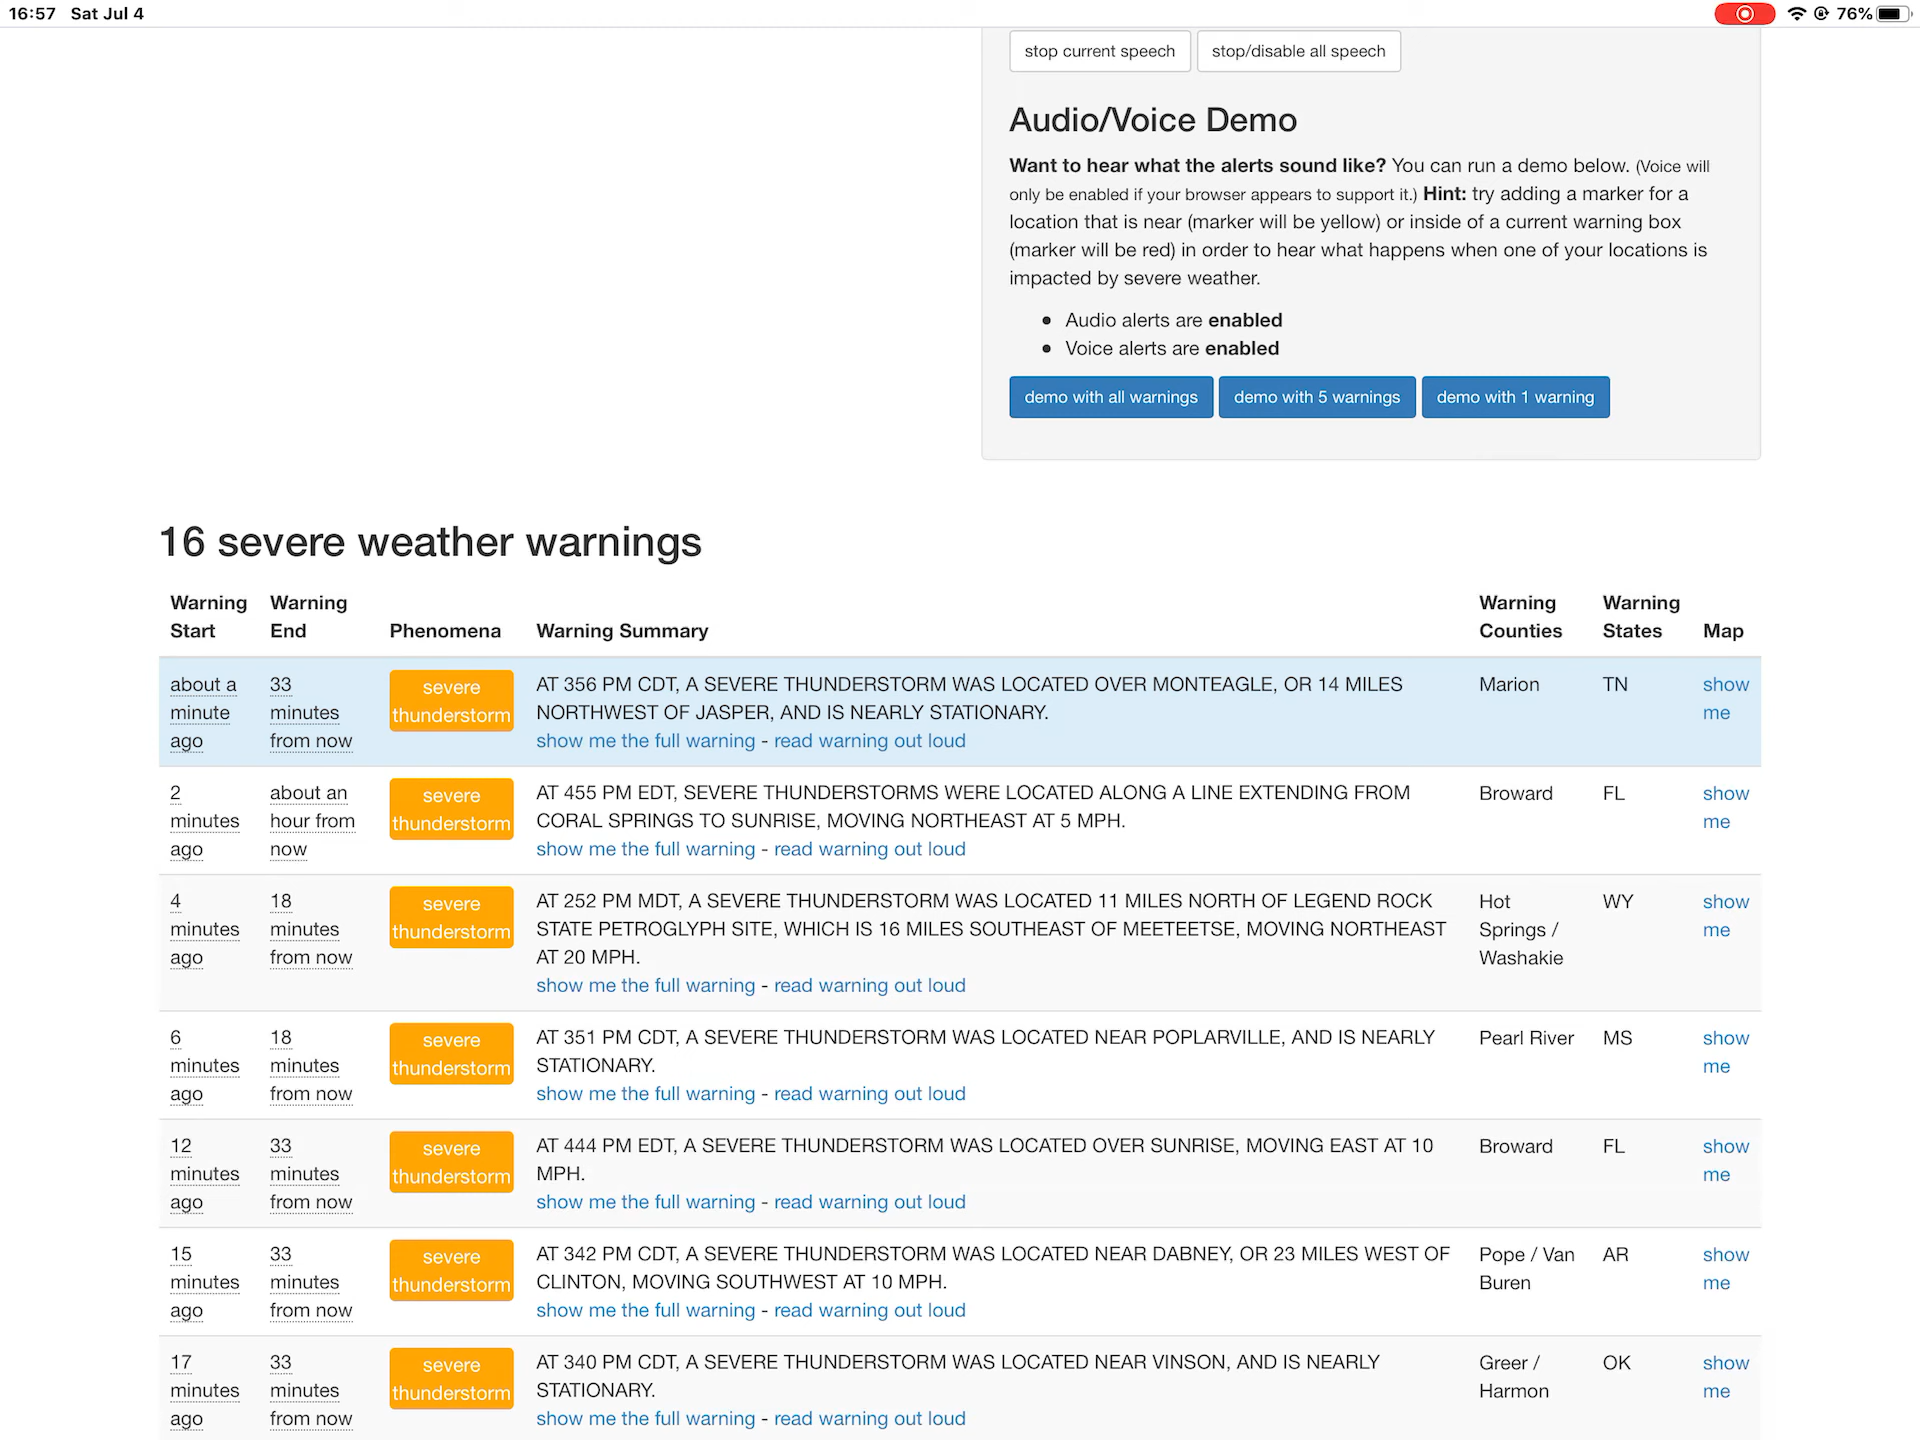 16:57 Sat Jul 4 76%
stop current speech stop/disable all speech
Audio/Voice Demo
Want to hear what the alerts sound like? You can run a demo below. (Voice will
only be enabled if your browser appears to support it.) Hint: try adding a marker for a
location that is near (marker will be yellow) or inside of a current warning box
(marker will be red) in order to hear what happens when one of your locations is
impacted by severe weather.
Audio alerts are enabled
Voice alerts are enabled
demo with all warnings demo with 5 warnings demo with 1 warning
16 severe weather warnings
Warning Start Warning End Phenomena Warning Summary Warning Counties Warning States Map
about a minute ago
33 minutes from now
severe thunderstorm
AT 356 PM CDT, A SEVERE THUNDERSTORM WAS LOCATED OVER MONTEAGLE, OR 14 MILES
NORTHWEST OF JASPER, AND IS NEARLY STATIONARY.
show me the full warning - read warning out loud
Marion
TN
show me
2 minutes ago
about an hour from now
severe thunderstorm
AT 455 PM EDT, SEVERE THUNDERSTORMS WERE LOCATED ALONG A LINE EXTENDING FROM
CORAL SPRINGS TO SUNRISE, MOVING NORTHEAST AT 5 MPH.
show me the full warning - read warning out loud
Broward
FL
show me
4 minutes ago
18 minutes from now
severe thunderstorm
AT 252 PM MDT, A SEVERE THUNDERSTORM WAS LOCATED 11 MILES NORTH OF LEGEND ROCK
STATE PETROGLYPH SITE, WHICH IS 16 MILES SOUTHEAST OF MEETEETSE, MOVING NORTHEAST
AT 20 MPH.
show me the full warning - read warning out loud
Hot Springs / Washakie
WY
show me
6 minutes ago
18 minutes from now
severe thunderstorm
AT 351 PM CDT, A SEVERE THUNDERSTORM WAS LOCATED NEAR POPLARVILLE, AND IS NEARLY
STATIONARY.
show me the full warning - read warning out loud
Pearl River
MS
show me
12 minutes ago
33 minutes from now
severe thunderstorm
AT 444 PM EDT, A SEVERE THUNDERSTORM WAS LOCATED OVER SUNRISE, MOVING EAST AT 10
MPH.
show me the full warning - read warning out loud
Broward
FL
show me
15 minutes ago
33 minutes from now
severe thunderstorm
AT 342 PM CDT, A SEVERE THUNDERSTORM WAS LOCATED NEAR DABNEY, OR 23 MILES WEST OF
CLINTON, MOVING SOUTHWEST AT 10 MPH.
show me the full warning - read warning out loud
Pope / Van Buren
AR
show me
17 minutes ago
33 minutes from now
severe thunderstorm
AT 340 PM CDT, A SEVERE THUNDERSTORM WAS LOCATED NEAR VINSON, AND IS NEARLY
STATIONARY.
show me the full warning - read warning out loud
Greer / Harmon
OK
show me